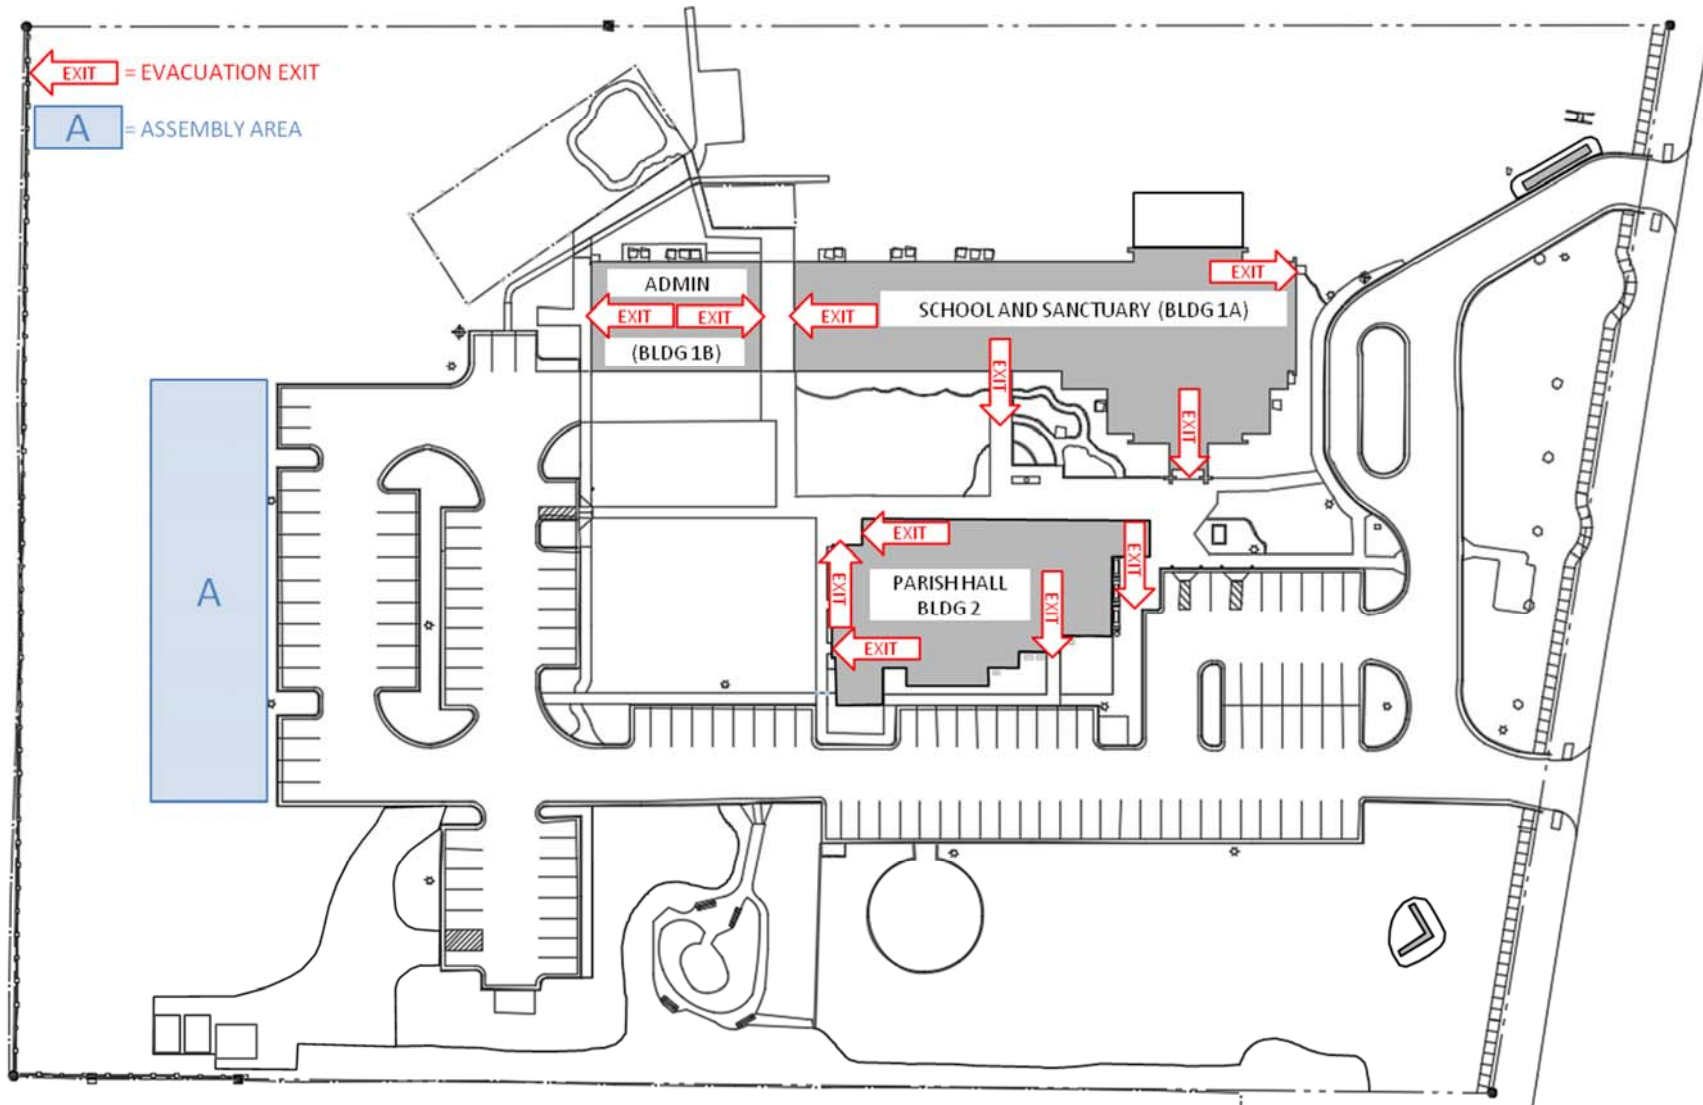 EXIT = EVACUATION EXIT
A = ASSEMBLY AREA
EXIT
ADMIN
EXIT EXIT EXIT SCHOOL AND SANCTUARY (BLDG 1A)
(BLDG 1B)
EXIT
EXIT
EXIT
EXIT
EXIT
PARISH HALL
BLDG 2
EXIT
EXIT
EXIT
A